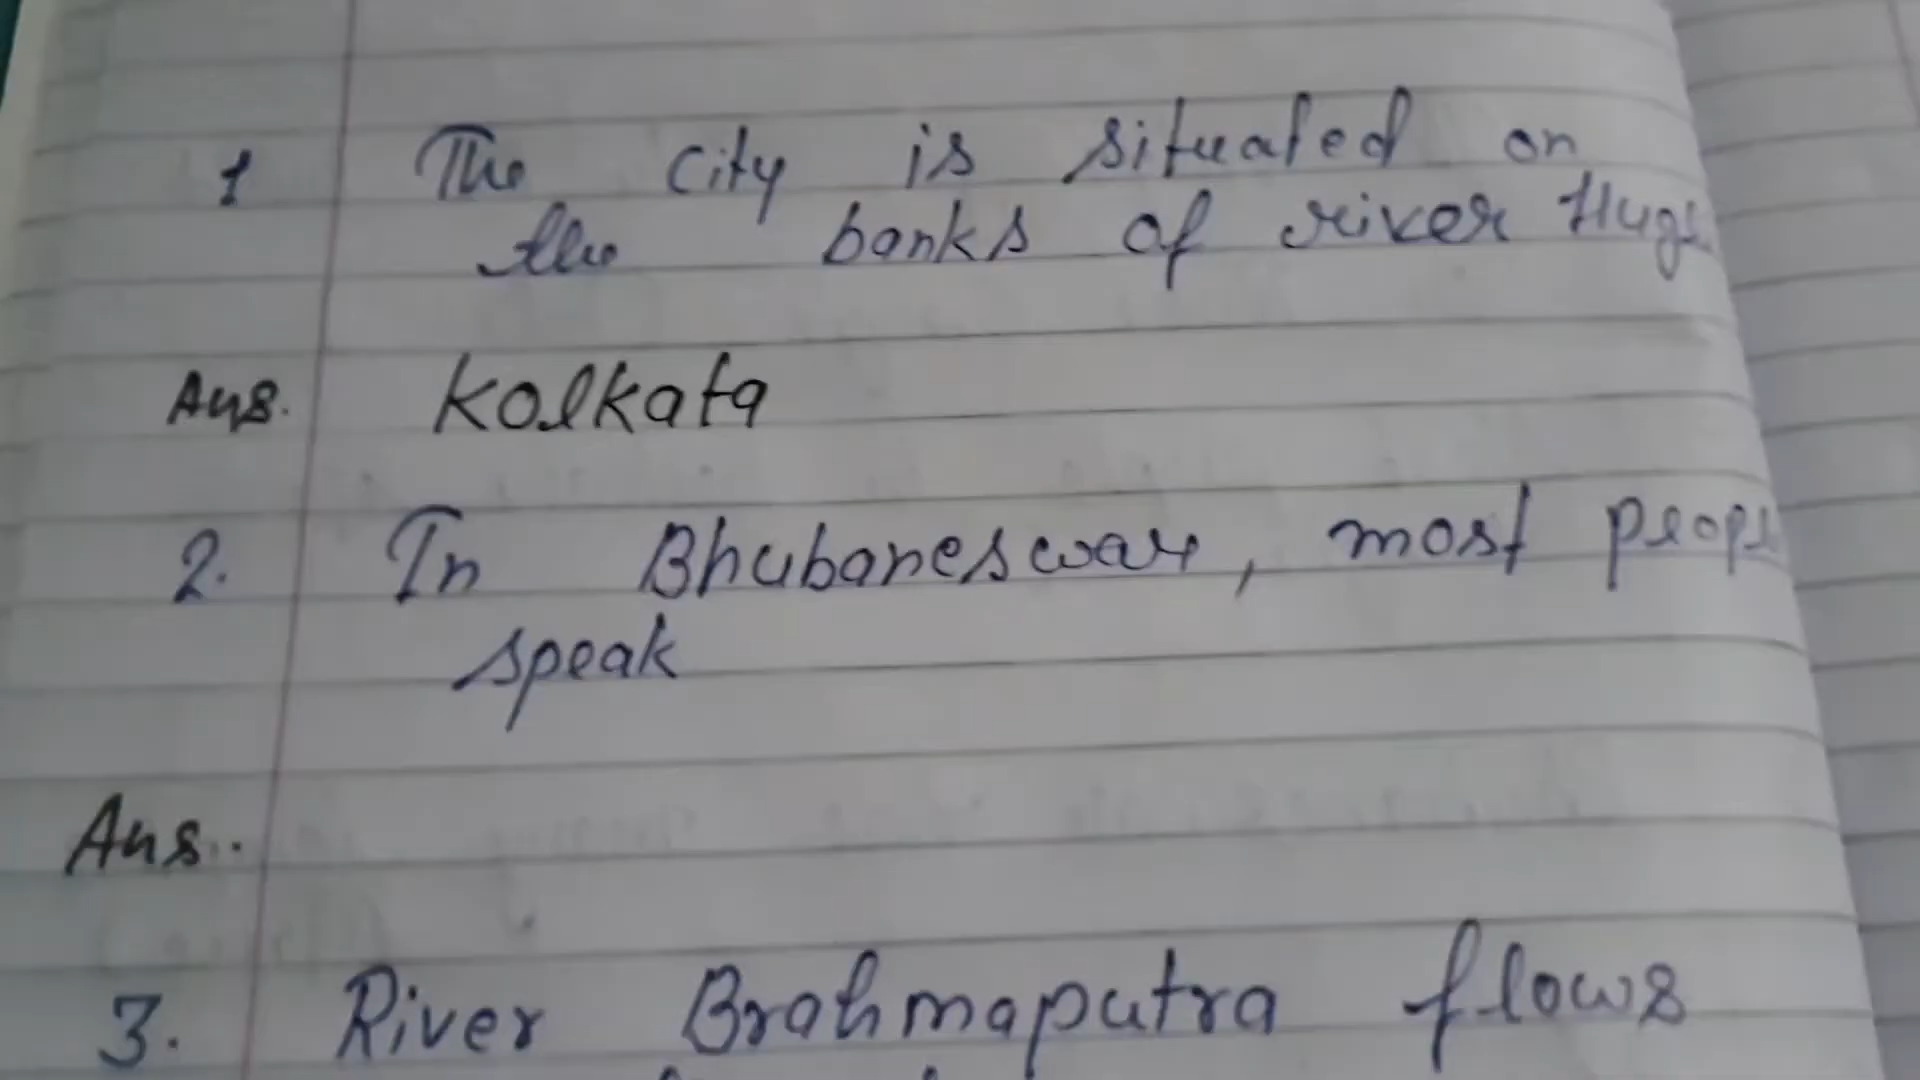 1 The city is situated on
the banks of river Hugl
Ans. Kolkata
2. In Bhubaneswar, most peopl
speak
Ans..
3. River Brahmaputra flows